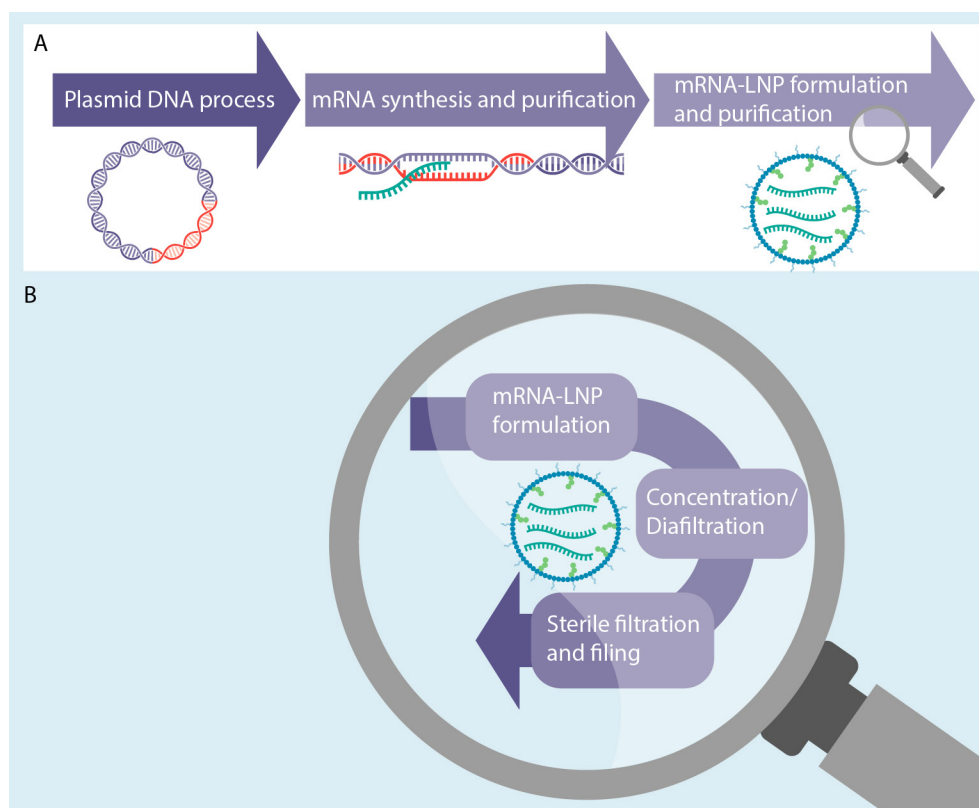 A
Plasmid DNA process
mRNA synthesis and purification
mRNA-LNP formulation
and purification
B
mRNA-LNP
formulation
Concentration/
Diafiltration
Sterile filtration
and filing